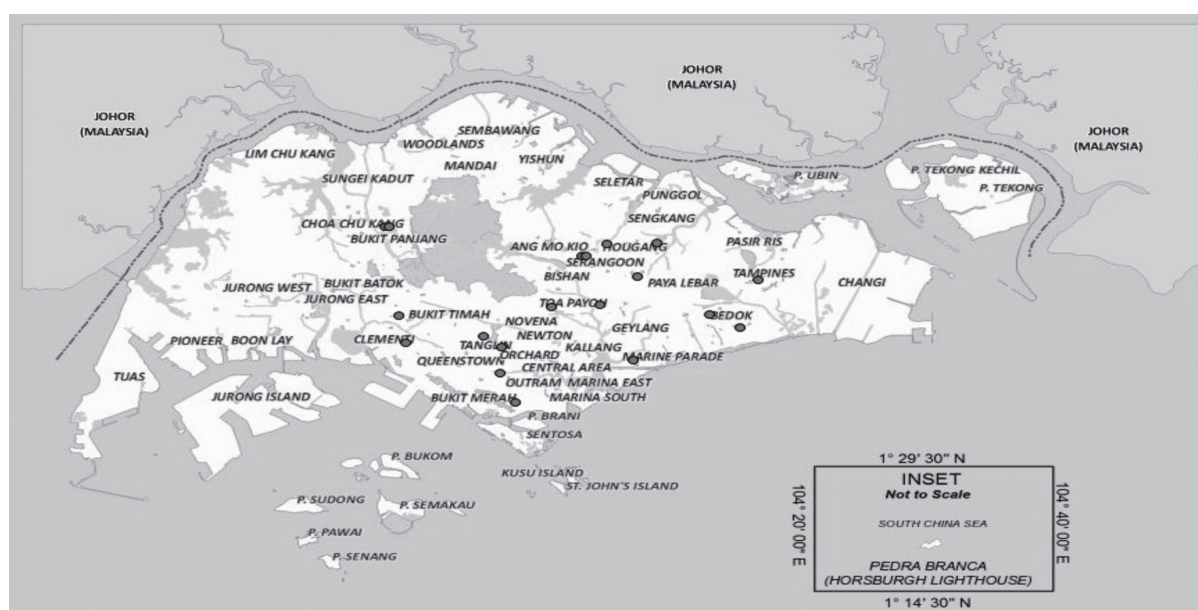 JOHOR
(MALAYSIA)
JOHOR
(MALAYSIA)
JOHOR
(MALAYSIA)
SEMBAWANG
WOODLANDS
LIM CHU KANG
MANDAI
YISHUN
SUNGEI KADUT
SELETAR
PUNGGOL
P. UBIN
P. TEKONG KECHIL
P. TEKONG
SENGKANG
CHOA CHU KANG
BUKIT PANJANG
ANG MO KIO
HOUGANG
PASIR RIS
SERANGOON
BISHAN
PAYA LEBAR
TAMPINES
CHANGI
JURONG WEST
BUKIT BATOK
JURONG EAST
TOA PAYOH
BUKIT TIMAH
NOVENA
GEYLANG
BEDOK
PIONEER
BOON LAY
CLEMENTI
TANGLIN
NEWTON
KALLANG
QUEENSTOWN
ORCHARD
MARINE PARADE
CENTRAL AREA
TUAS
OUTRAM
MARINA EAST
JURONG ISLAND
BUKIT MERAH
MARINA SOUTH
P. BRANI
SENTOSA
P. BUKOM
KUSU ISLAND
ST. JOHN'S ISLAND
P. SUDONG
P. SEMAKAU
P. PAWAI
P. SENANG
1° 29' 30" N
INSET
Not to Scale
104° 20' 00" E
104° 40' 00" E
SOUTH CHINA SEA
PEDRA BRANCA
(HORSBURGH LIGHTHOUSE)
1° 14' 30" N